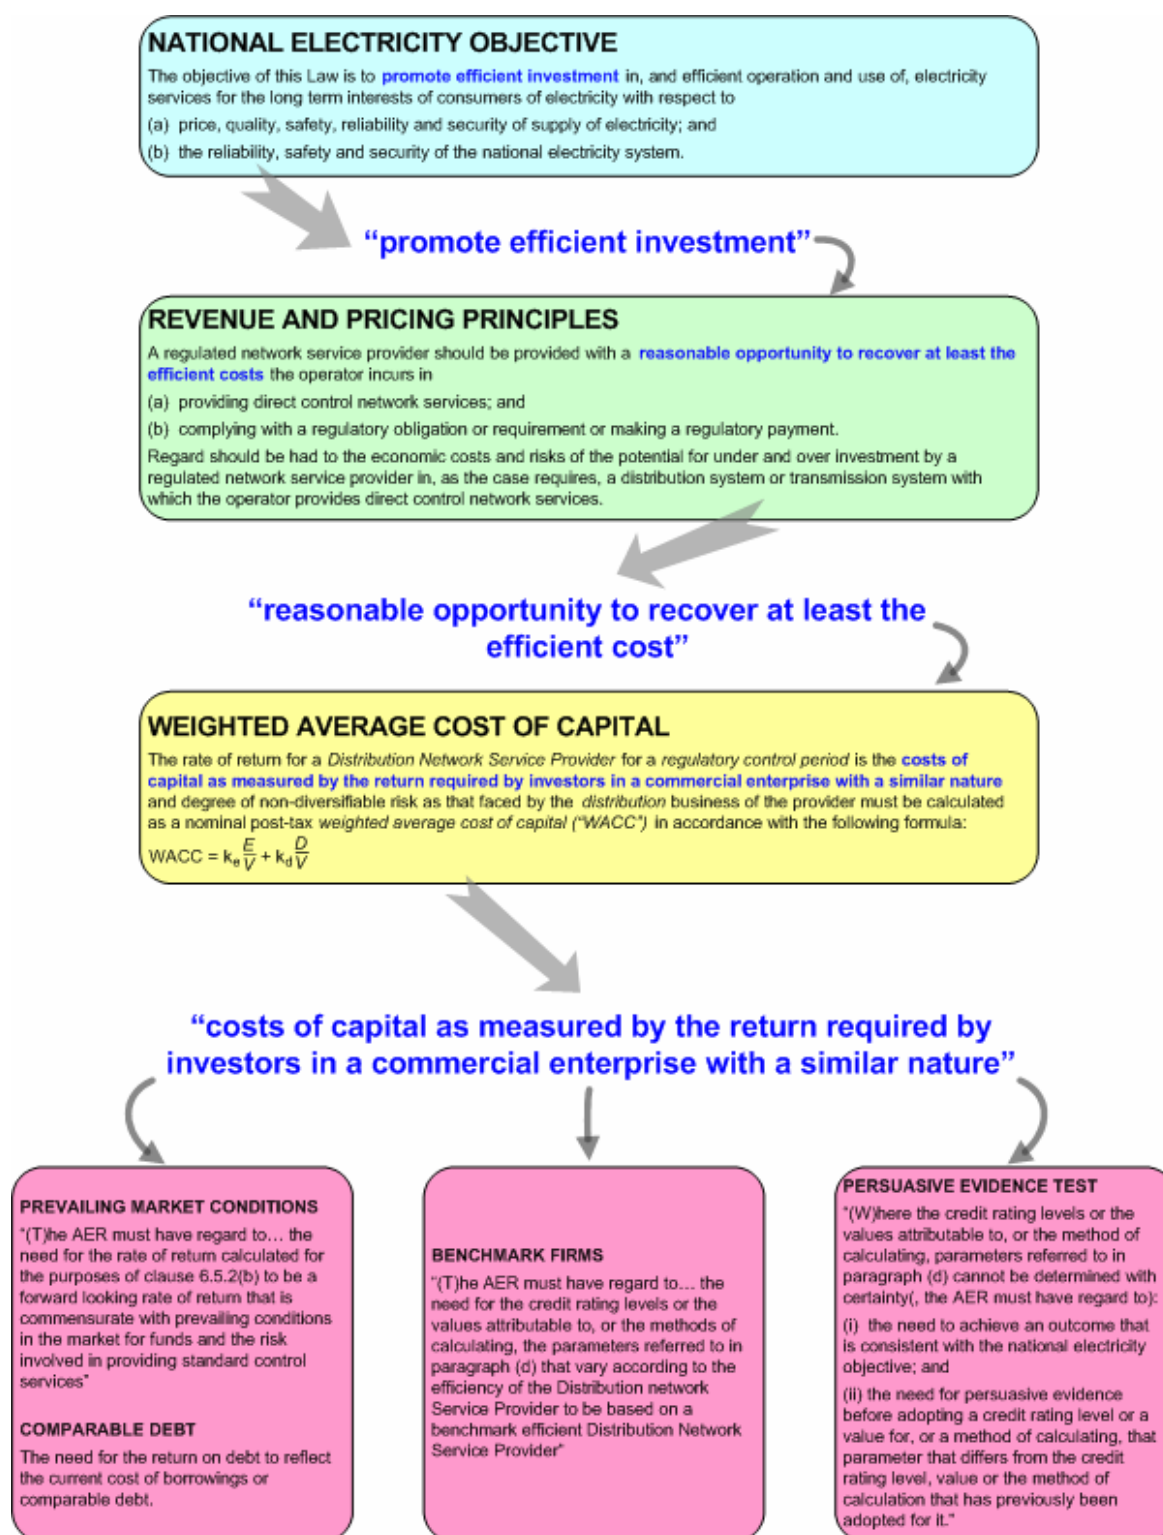 NATIONAL ELECTRICITY OBJECTIVE
The objective of this Law is to promote efficient investment in, and efficient operation and use of, electricity
services for the long term interests of consumers of electricity with respect to
(a) price, quality, safety, reliability and security of supply of electricity; and
(b) the reliability, safety and security of the national electricity system.
“promote efficient investment”
REVENUE AND PRICING PRINCIPLES
A regulated network service provider should be provided with a reasonable opportunity to recover at least the
efficient costs the operator incurs in
(a) providing direct control network services; and
(b) complying with a regulatory obligation or requirement or making a regulatory payment.
Regard should be had to the economic costs and risks of the potential for under and over investment by a
regulated network service provider in, as the case requires, a distribution system or transmission system with
which the operator provides direct control network services.
“reasonable opportunity to recover at least the
efficient cost”
WEIGHTED AVERAGE COST OF CAPITAL
The rate of return for a Distribution Network Service Provider for a regulatory control period is the costs of
capital as measured by the return required by investors in a commercial enterprise with a similar nature
and degree of non-diversifiable risk as that faced by the distribution business of the provider must be calculated
as a nominal post-tax weighted average cost of capital (“WACC”) in accordance with the following formula:
WACC = ke E/V + kd D/V
“costs of capital as measured by the return required by
investors in a commercial enterprise with a similar nature”
PREVAILING MARKET CONDITIONS
“(T)he AER must have regard to… the
need for the rate of return calculated for
the purposes of clause 6.5.2(b) to be a
forward looking rate of return that is
commensurate with prevailing conditions
in the market for funds and the risk
involved in providing standard control
services”
COMPARABLE DEBT
The need for the return on debt to reflect
the current cost of borrowings or
comparable debt.
BENCHMARK FIRMS
“(T)he AER must have regard to… the
need for the credit rating levels or the
values attributable to, or the methods of
calculating, the parameters referred to in
paragraph (d) that vary according to the
efficiency of the Distribution network
Service Provider to be based on a
benchmark efficient Distribution Network
Service Provider”
PERSUASIVE EVIDENCE TEST
“(W)here the credit rating levels or the
values attributable to, or the method of
calculating, parameters referred to in
paragraph (d) cannot be determined with
certainty(, the AER must have regard to):
(i) the need to achieve an outcome that
is consistent with the national electricity
objective; and
(ii) the need for persuasive evidence
before adopting a credit rating level or a
value for, or a method of calculating, that
parameter that differs from the credit
rating level, value or the method of
calculation that has previously been
adopted for it.”